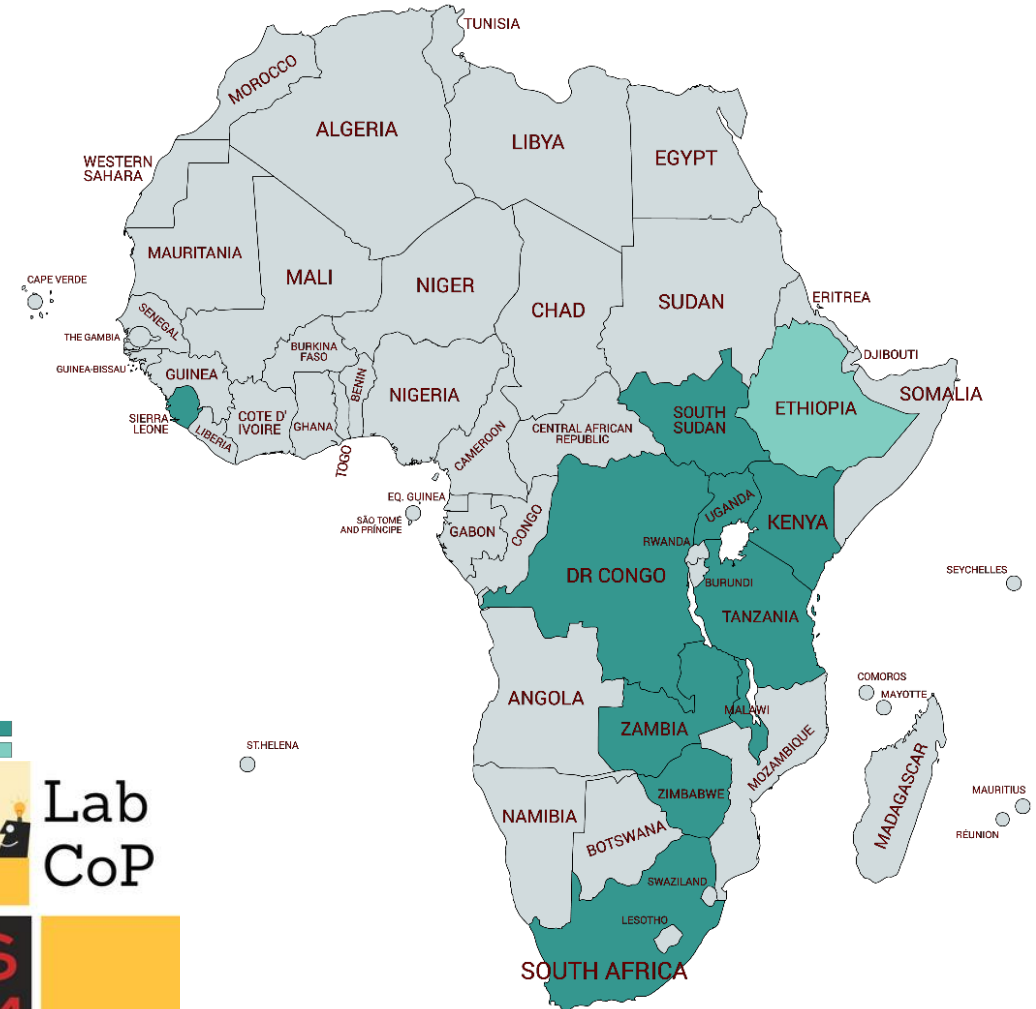 TUNISIA
MOROCCO
ALGERIA
LIBYA
EGYPT
WESTERN
SAHARA
MAURITANIA
MALI
NIGER
CHAD
SUDAN
ERITREA
CAPE VERDE
SENEGAL
THE GAMBIA
GUINEA-BISSAU
GUINEA
BURKINA
FASO
BENIN
NIGERIA
DJIBOUTI
SOMALIA
ETHIOPIA
SOUTH
SUDAN
SIERRA
LEONE
LIBERIA
COTE D'
IVOIRE
GHANA
TOGO
CAMEROON
CENTRAL AFRICAN
REPUBLIC
EQ. GUINEA
SÃO TOMÉ
AND PRÍNCIPE
GABON
CONGO
UGANDA
KENYA
RWANDA
DR CONGO
BURUNDI
TANZANIA
SEYCHELLES
ANGOLA
ZAMBIA
MALAWI
COMOROS
MAYOTTE
MOZAMBIQUE
ST.HELENA
MADAGASCAR
MAURITIUS
RÉUNION
NAMIBIA
BOTSWANA
ZIMBABWE
SWAZILAND
LESOTHO
SOUTH AFRICA
Lab
CoP